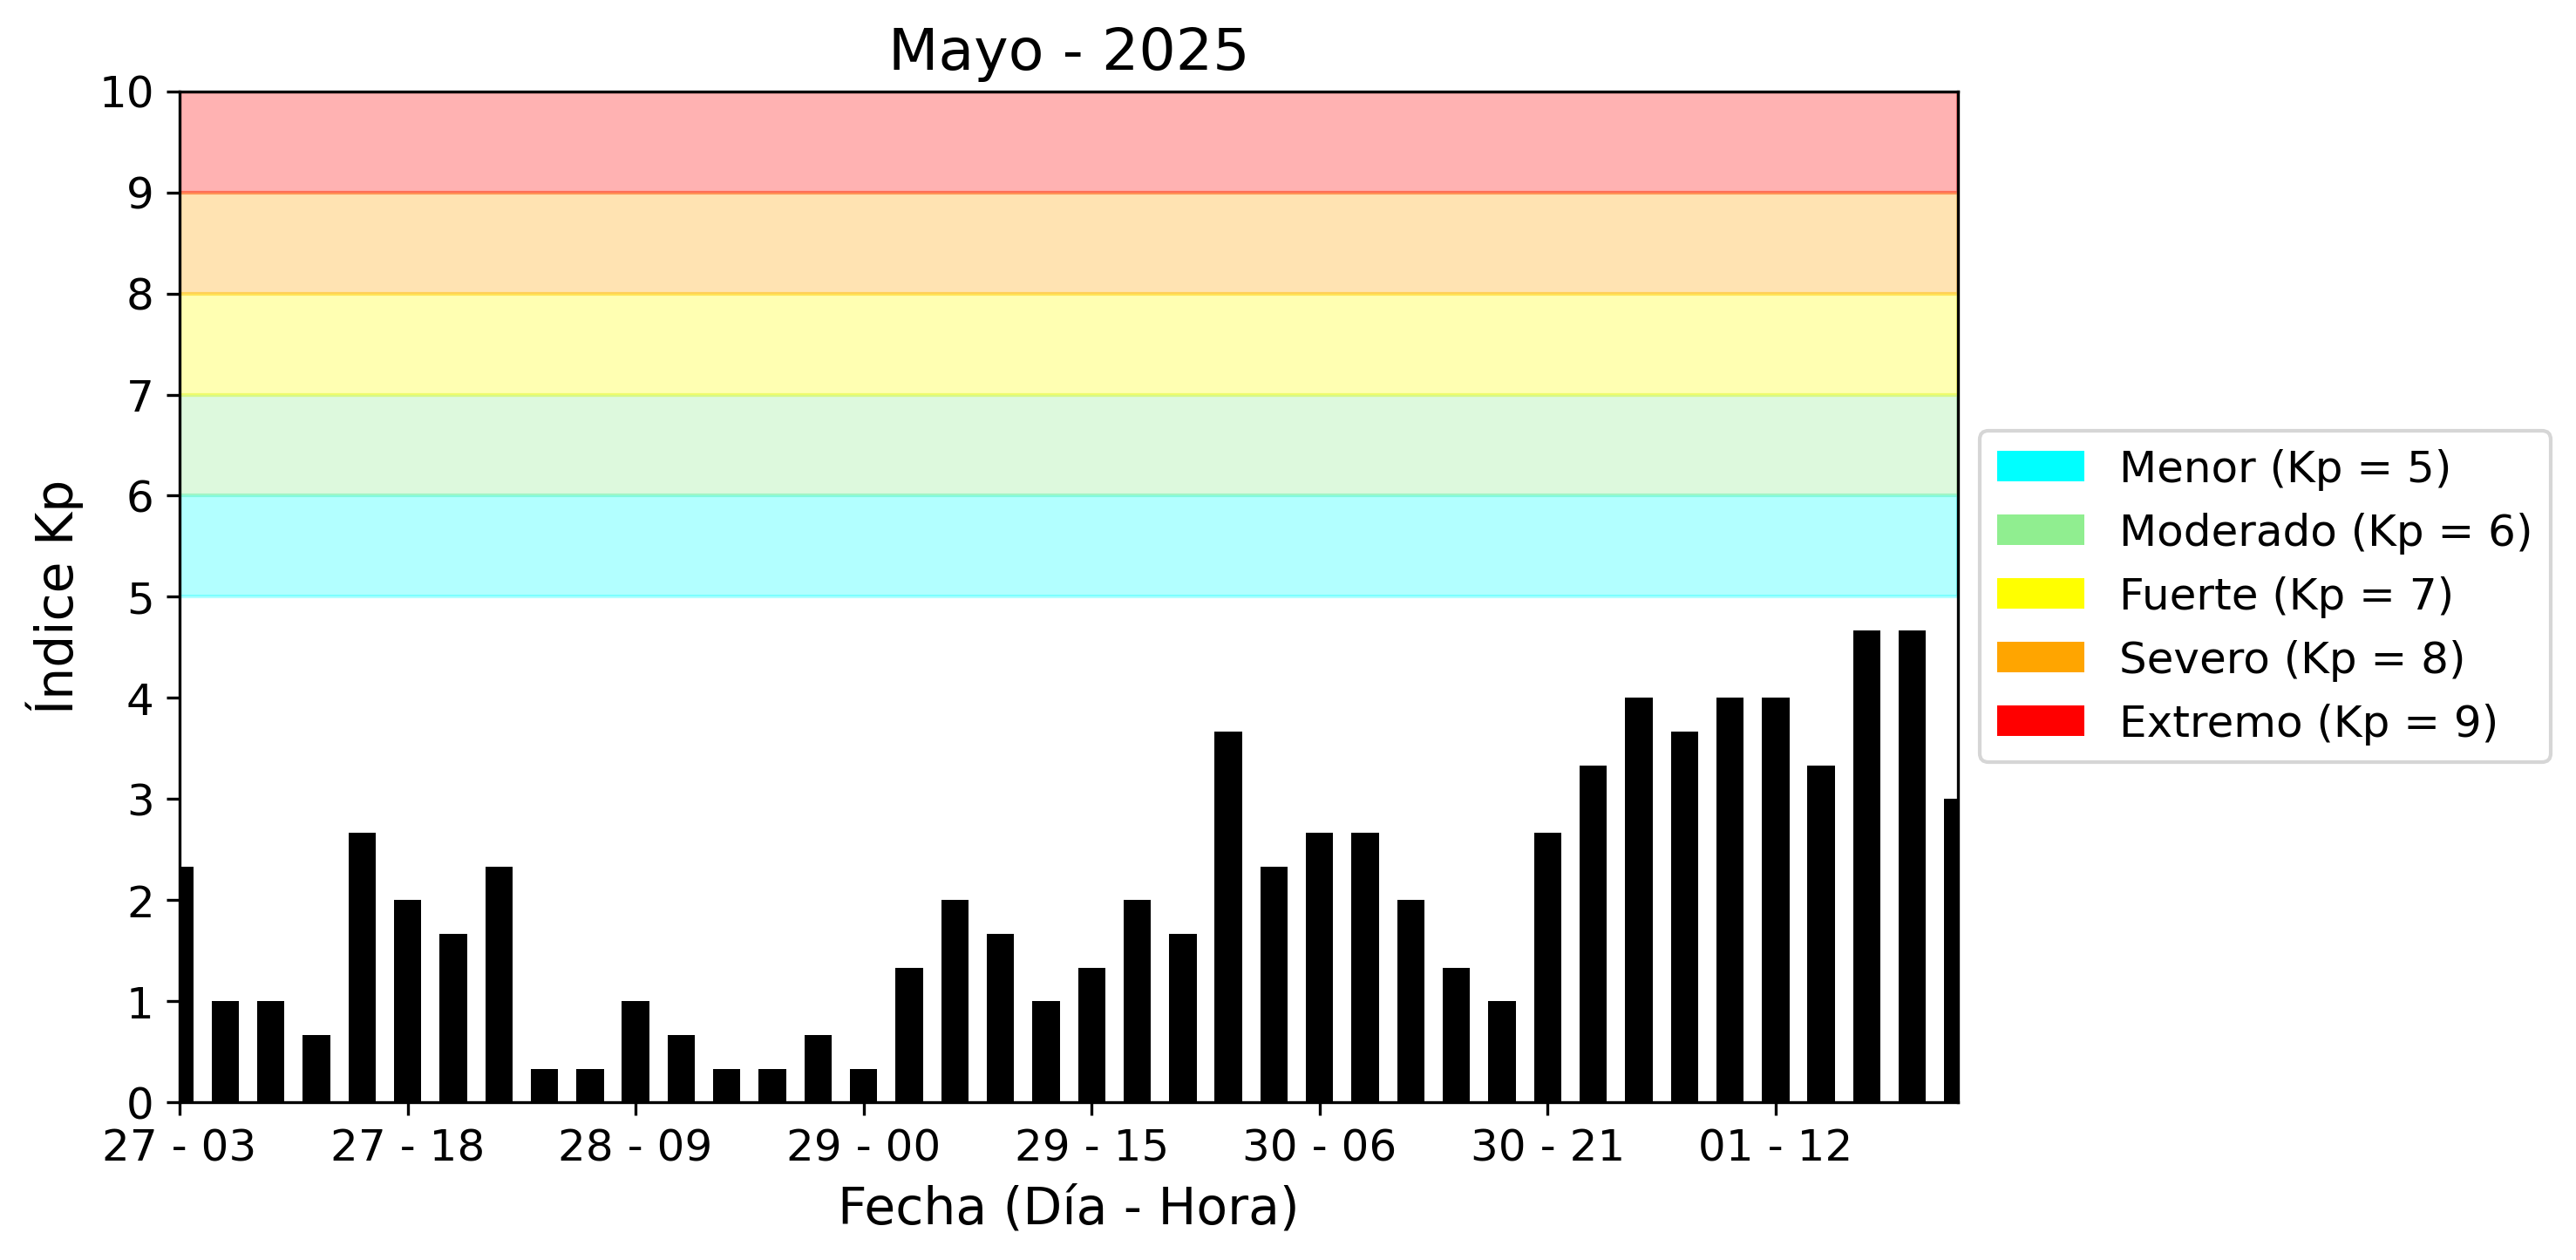 Mayo - 2025
10
9
8
7
6
5
4
3
2
1
0
Índice Kp
27 - 03
27 - 18
28 - 09
29 - 00
29 - 15
30 - 06
30 - 21
01 - 12
Fecha (Día - Hora)
Menor (Kp = 5)
Moderado (Kp = 6)
Fuerte (Kp = 7)
Severo (Kp = 8)
Extremo (Kp = 9)